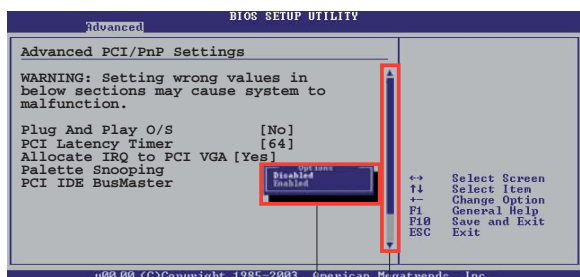 BIOS SETUP UTILITY
Advanced
Advanced PCI/PnP Settings
WARNING: Setting wrong values in
below sections may cause system to
malfunction.
Plug And Play O/S [No]
PCI Latency Timer [64]
Allocate IRQ to PCI VGA [Yes]
Palette Snooping
PCI IDE BusMaster
Options
Disabled
Enabled
←→ Select Screen
↑↓ Select Item
+- Change Option
F1 General Help
F10 Save and Exit
ESC Exit
v00.00 (C)Copyright 1985-2003, American Megatrends, Inc.